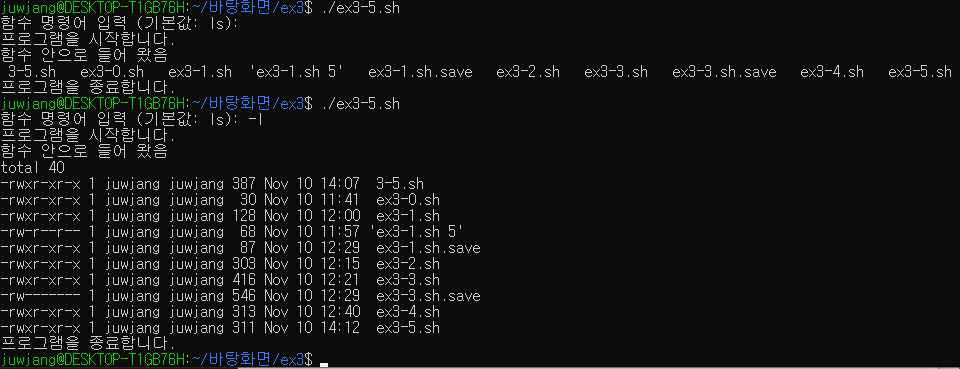 juwjang@DESKTOP-T1GB76H:~/바탕화면/ex3$ ./ex3-5.sh
함수 명령어 입력 (기본값: ls):
프로그램을 시작합니다.
함수 안으로 들어 왔음
 3-5.sh   ex3-0.sh   ex3-1.sh  'ex3-1.sh 5'   ex3-1.sh.save   ex3-2.sh   ex3-3.sh   ex3-3.sh.save   ex3-4.sh   ex3-5.sh
프로그램을 종료합니다.
juwjang@DESKTOP-T1GB76H:~/바탕화면/ex3$ ./ex3-5.sh
함수 명령어 입력 (기본값: ls): -l
프로그램을 시작합니다.
함수 안으로 들어 왔음
total 40
-rwxr-xr-x 1 juwjang juwjang 387 Nov 10 14:07  3-5.sh
-rwxr-xr-x 1 juwjang juwjang  30 Nov 10 11:41  ex3-0.sh
-rwxr-xr-x 1 juwjang juwjang 128 Nov 10 12:00  ex3-1.sh
-rw-r--r-- 1 juwjang juwjang  68 Nov 10 11:57 'ex3-1.sh 5'
-rwxr-xr-x 1 juwjang juwjang  87 Nov 10 12:29  ex3-1.sh.save
-rwxr-xr-x 1 juwjang juwjang 303 Nov 10 12:15  ex3-2.sh
-rwxr-xr-x 1 juwjang juwjang 416 Nov 10 12:21  ex3-3.sh
-rw------- 1 juwjang juwjang 546 Nov 10 12:29  ex3-3.sh.save
-rwxr-xr-x 1 juwjang juwjang 313 Nov 10 12:40  ex3-4.sh
-rwxr-xr-x 1 juwjang juwjang 311 Nov 10 14:12  ex3-5.sh
프로그램을 종료합니다.
juwjang@DESKTOP-T1GB76H:~/바탕화면/ex3$